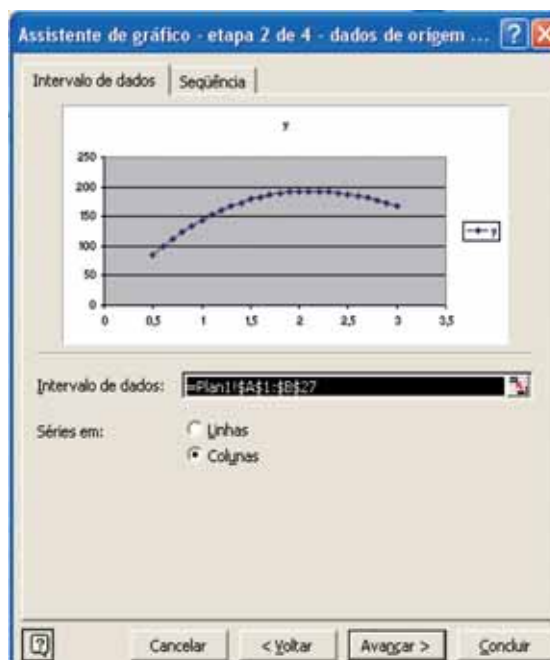 Assistente de gráfico - etapa 2 de 4 - dados de origem ...
Intervalo de dados
Seqüência
y
250
200
150
100
50
0
0 0,5 1 1,5 2 2,5 3 3,5
y
Intervalo de dados: =Plan1!$A$1:$B$27
Séries em:
Linhas
Colunas
Cancelar < Voltar Avançar > Concluir